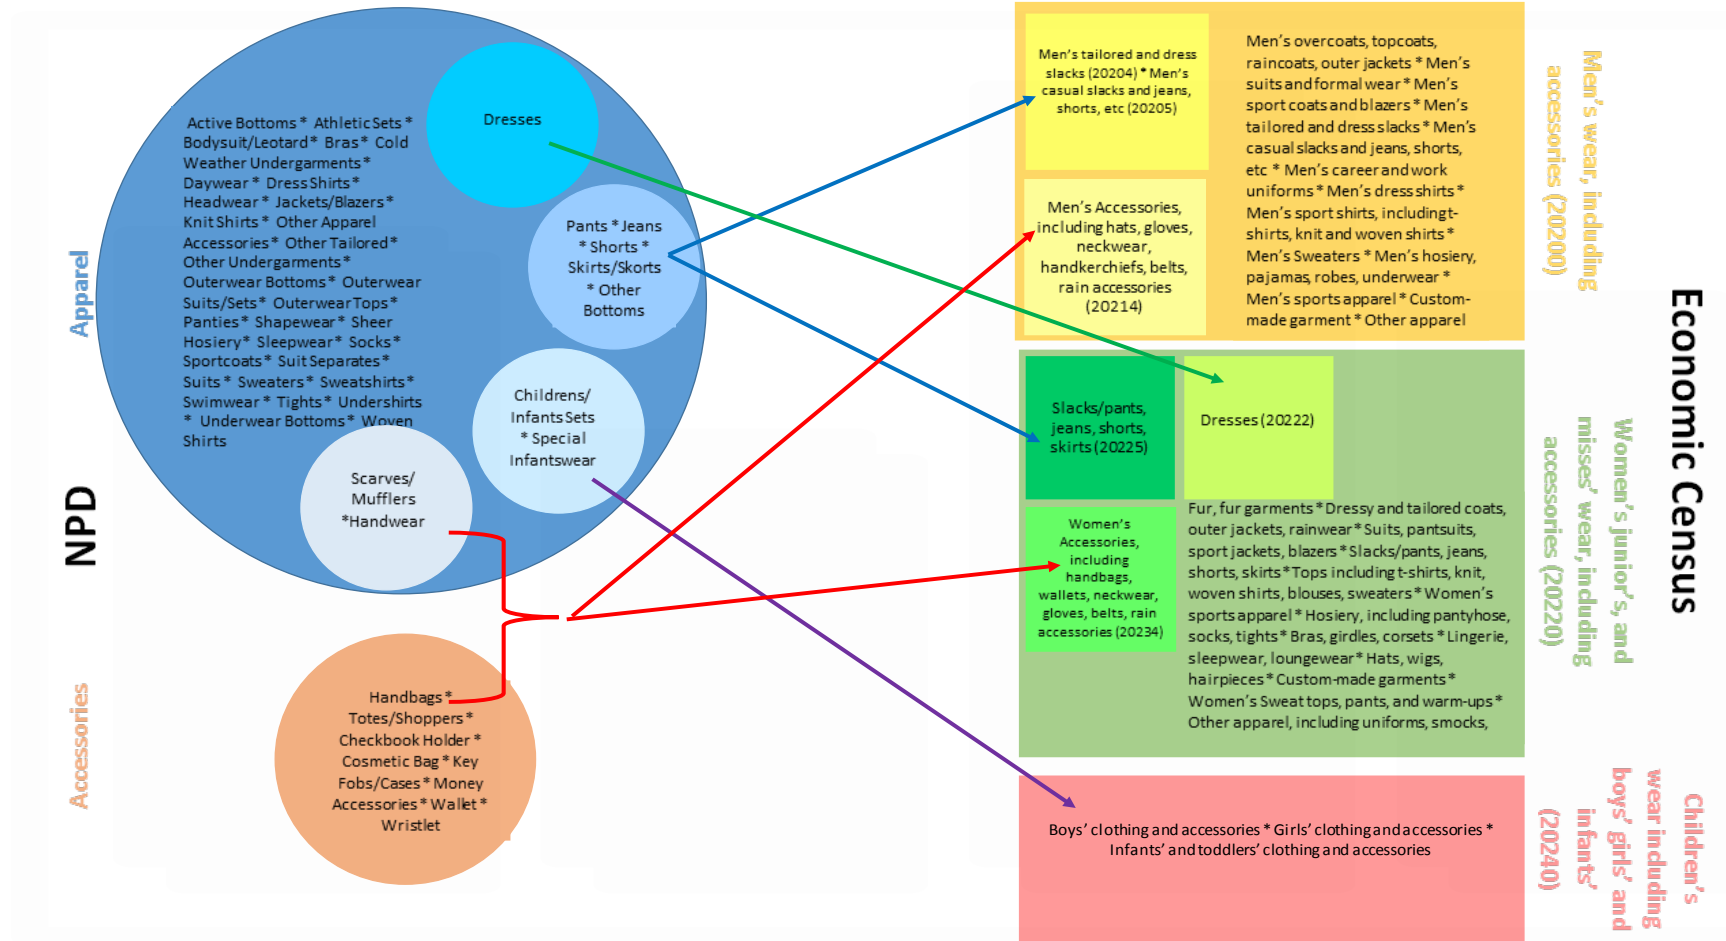 NPD
Apparel
Active Bottoms * Athletic Sets *
Bodysuit/Leotard * Bras * Cold
Weather Undergarments *
Daywear * Dress Shirts *
Headwear * Jackets/Blazers *
Knit Shirts * Other Apparel
Accessories * Other Tailored *
Other Undergarments *
Outerwear Bottoms * Outerwear
Suits/Sets * Outerwear Tops *
Panties * Shapewear * Sheer
Hosiery * Sleepwear * Socks *
Sportcoats * Suit Separates *
Suits * Sweaters * Sweatshirts *
Swimwear * Tights * Undershirts
* Underwear Bottoms * Woven
Shirts
Dresses
Pants * Jeans
* Shorts *
Skirts/Skorts
* Other
Bottoms
Childrens/
Infants Sets
* Special
Infantswear
Scarves/
Mufflers
*Handwear
Accessories
Handbags *
Totes/Shoppers *
Checkbook Holder *
Cosmetic Bag * Key
Fobs/Cases * Money
Accessories * Wallet *
Wristlet
Men's tailored and dress
slacks (20204) * Men's
casual slacks and jeans,
shorts, etc (20205)
Men's Accessories,
including hats, gloves,
neckwear,
handkerchiefs, belts,
rain accessories
(20214)
Men's overcoats, topcoats,
raincoats, outer jackets * Men's
suits and formal wear * Men's
sport coats and blazers * Men's
tailored and dress slacks * Men's
casual slacks and jeans, shorts,
etc * Men's career and work
uniforms * Men's dress shirts *
Men's sport shirts, including t-
shirts, knit and woven shirts *
Men's Sweaters * Men's hosiery,
pajamas, robes, underwear *
Men's sports apparel * Custom-
made garment * Other apparel
Men's wear, including
accessories (20200)
Slacks/pants,
jeans, shorts,
skirts (20225)
Dresses (20222)
Women's
Accessories,
including
handbags,
wallets, neckwear,
gloves, belts, rain
accessories (20234)
Fur, fur garments * Dressy and tailored coats,
outer jackets, rainwear * Suits, pantsuits,
sport jackets, blazers * Slacks/pants, jeans,
shorts, skirts * Tops including t-shirts, knit,
woven shirts, blouses, sweaters * Women's
sports apparel * Hosiery, including pantyhose,
socks, tights * Bras, girdles, corsets * Lingerie,
sleepwear, loungewear * Hats, wigs,
hairpieces * Custom-made garments *
Women's Sweat tops, pants, and warm-ups *
Other apparel, including uniforms, smocks,
Women's junior's, and
misses' wear, including
accessories (20220)
Boys' clothing and accessories * Girls' clothing and accessories *
Infants' and toddlers' clothing and accessories
Children's
wear including
boys' girls' and
infants'
(20240)
Economic Census